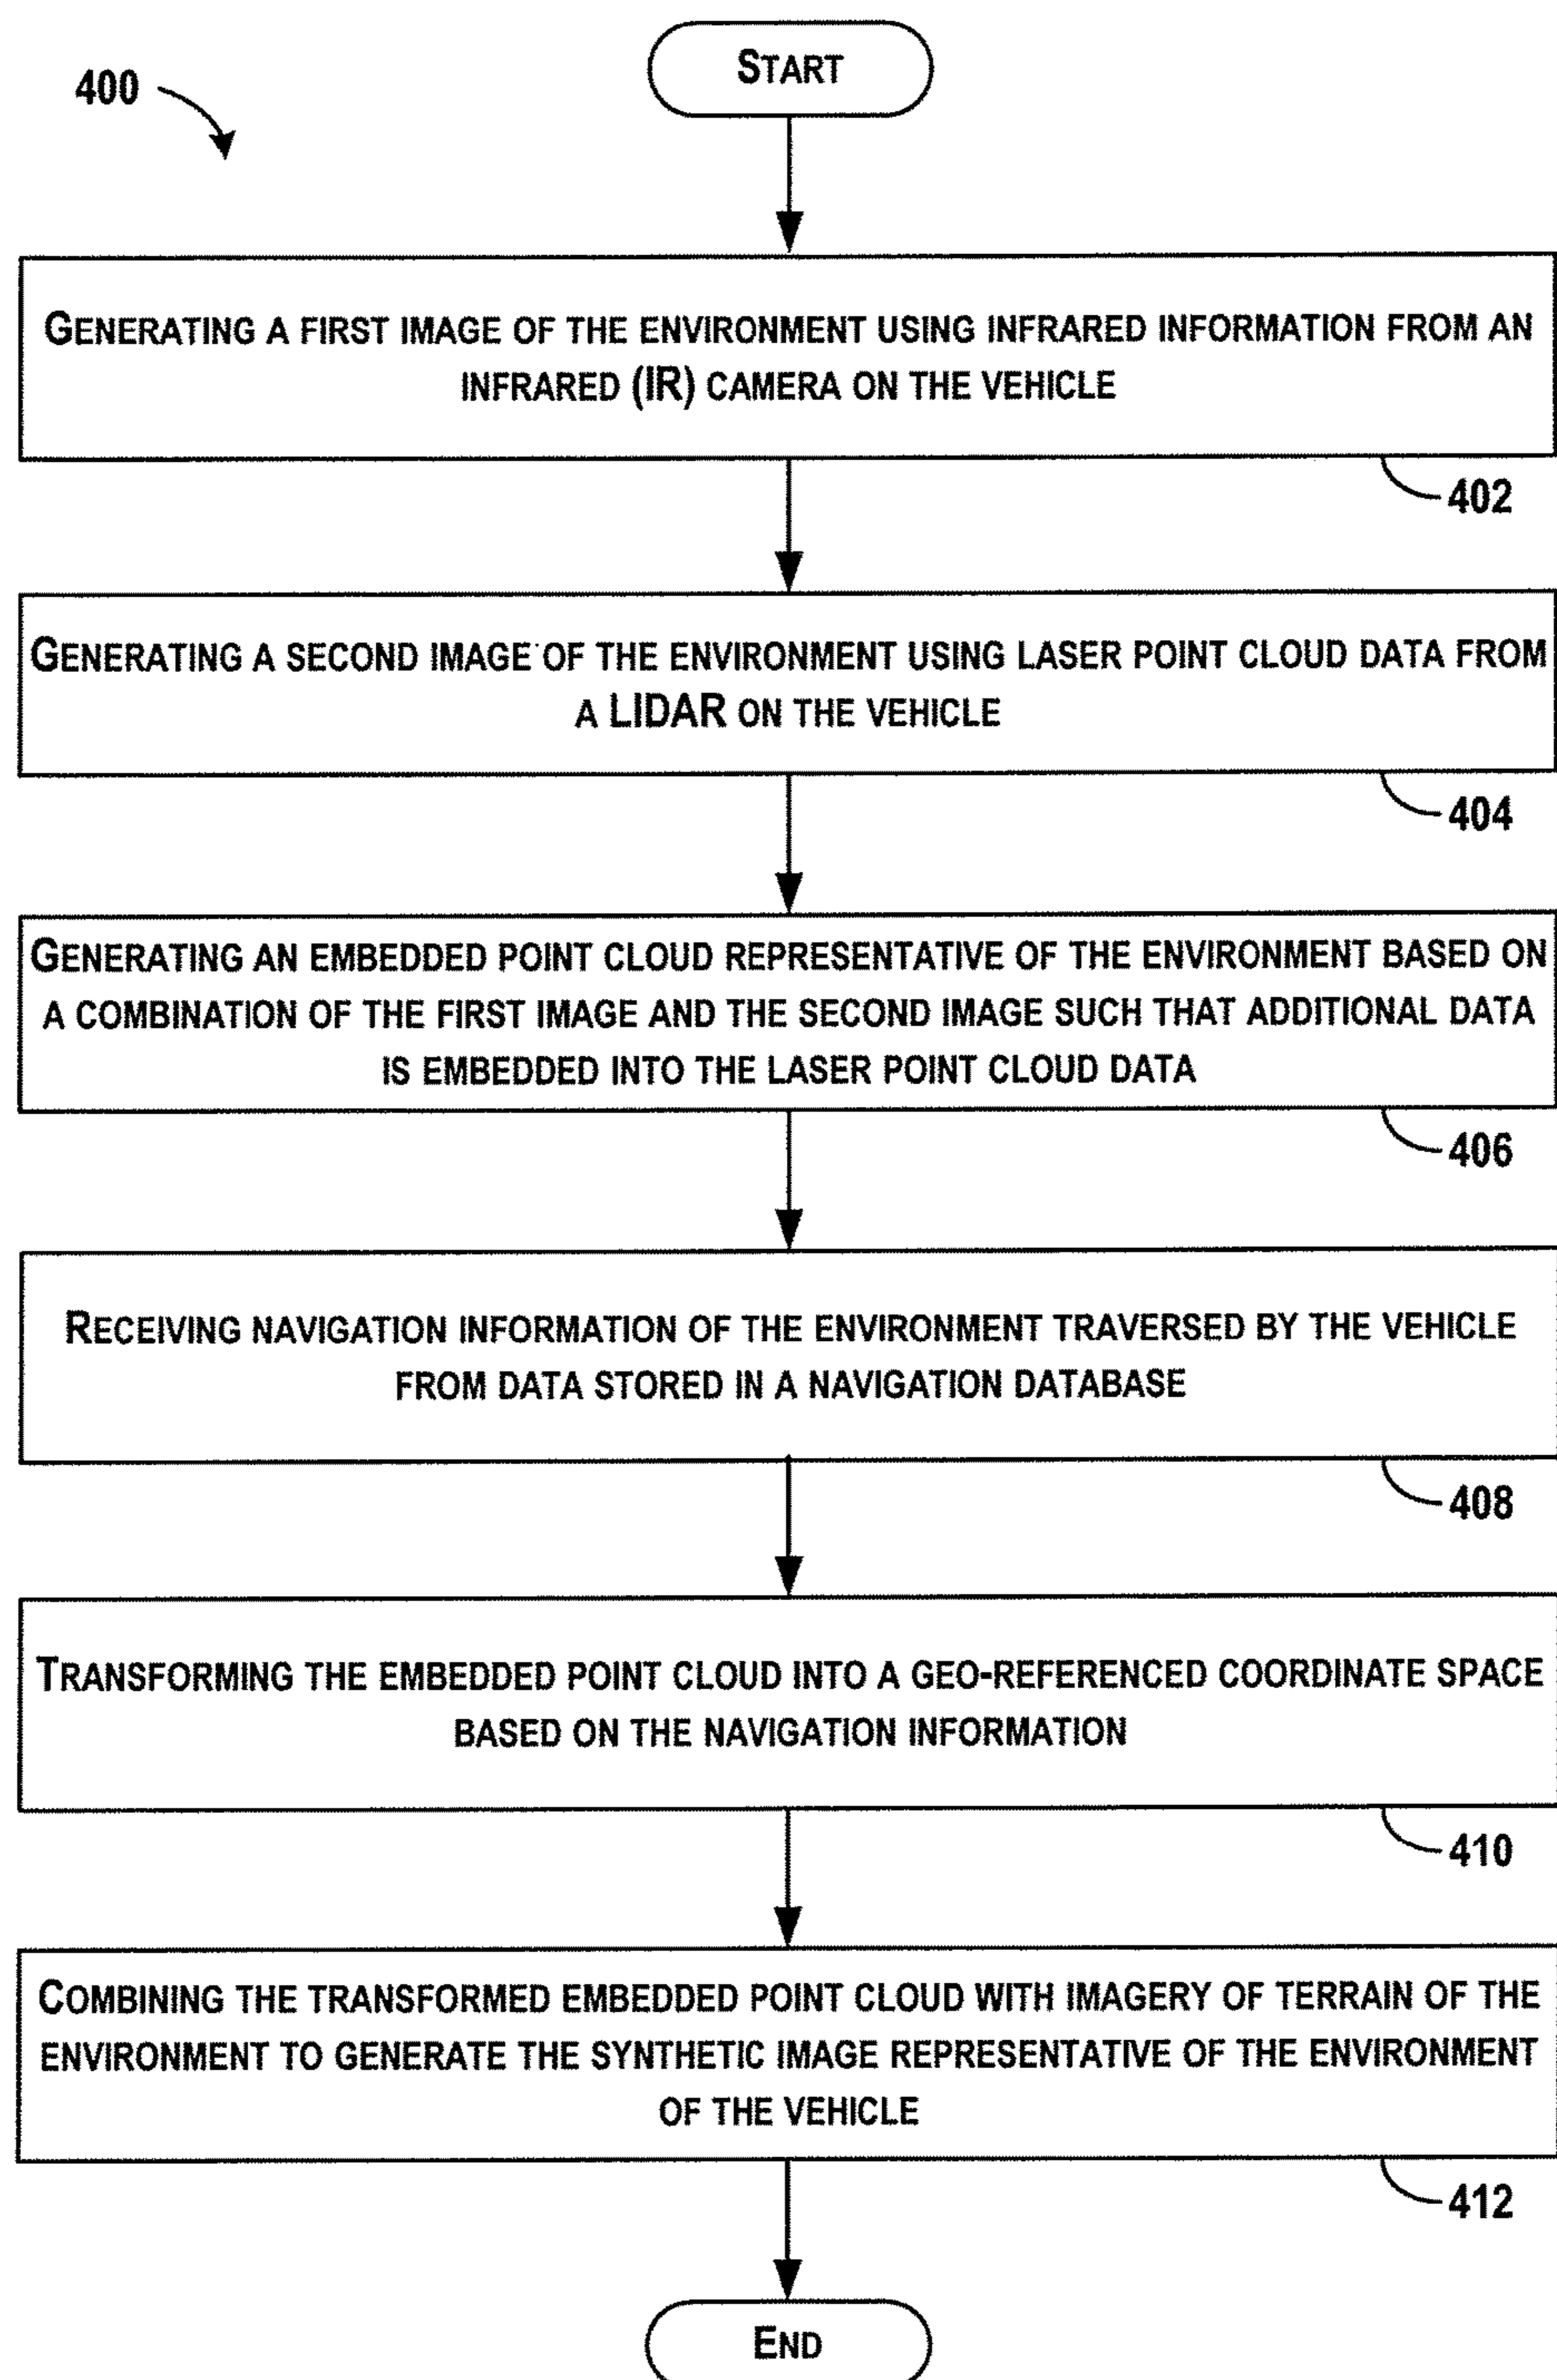 START
400
GENERATING A FIRST IMAGE OF THE ENVIRONMENT USING INFRARED INFORMATION FROM AN
INFRARED (IR) CAMERA ON THE VEHICLE
402
GENERATING A SECOND IMAGE OF THE ENVIRONMENT USING LASER POINT CLOUD DATA FROM
A LIDAR ON THE VEHICLE
404
GENERATING AN EMBEDDED POINT CLOUD REPRESENTATIVE OF THE ENVIRONMENT BASED ON
A COMBINATION OF THE FIRST IMAGE AND THE SECOND IMAGE SUCH THAT ADDITIONAL DATA
IS EMBEDDED INTO THE LASER POINT CLOUD DATA
406
RECEIVING NAVIGATION INFORMATION OF THE ENVIRONMENT TRAVERSED BY THE VEHICLE
FROM DATA STORED IN A NAVIGATION DATABASE
408
TRANSFORMING THE EMBEDDED POINT CLOUD INTO A GEO-REFERENCED COORDINATE SPACE
BASED ON THE NAVIGATION INFORMATION
410
COMBINING THE TRANSFORMED EMBEDDED POINT CLOUD WITH IMAGERY OF TERRAIN OF THE
ENVIRONMENT TO GENERATE THE SYNTHETIC IMAGE REPRESENTATIVE OF THE ENVIRONMENT
OF THE VEHICLE
412
END